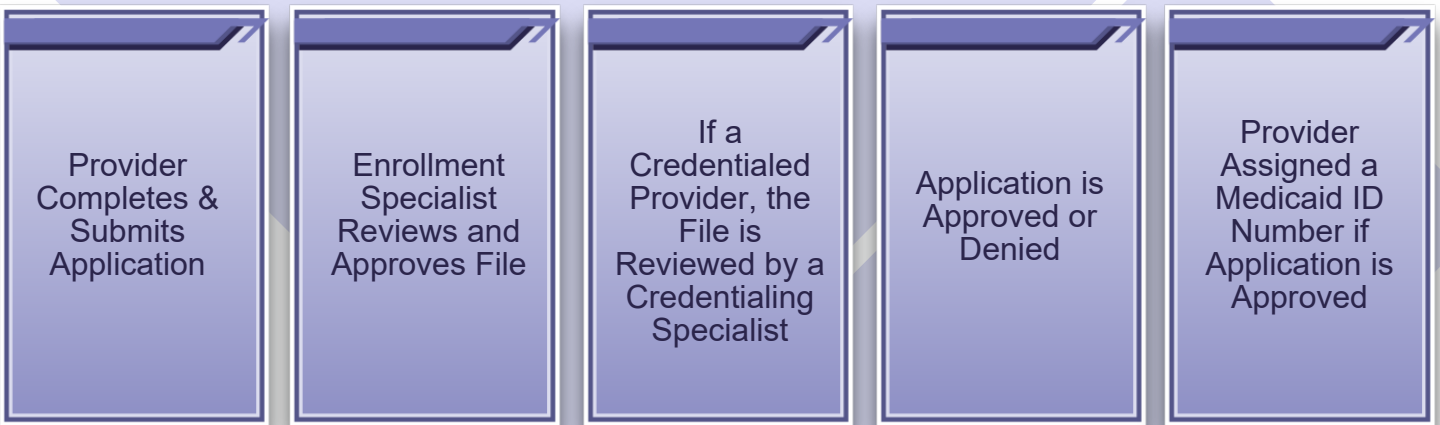 Provider
Completes &
Submits
Application
Enrollment
Specialist
Reviews and
Approves File
If a
Credentialed
Provider, the
File is
Reviewed by a
Credentialing
Specialist
Application is
Approved or
Denied
Provider
Assigned a
Medicaid ID
Number if
Application is
Approved